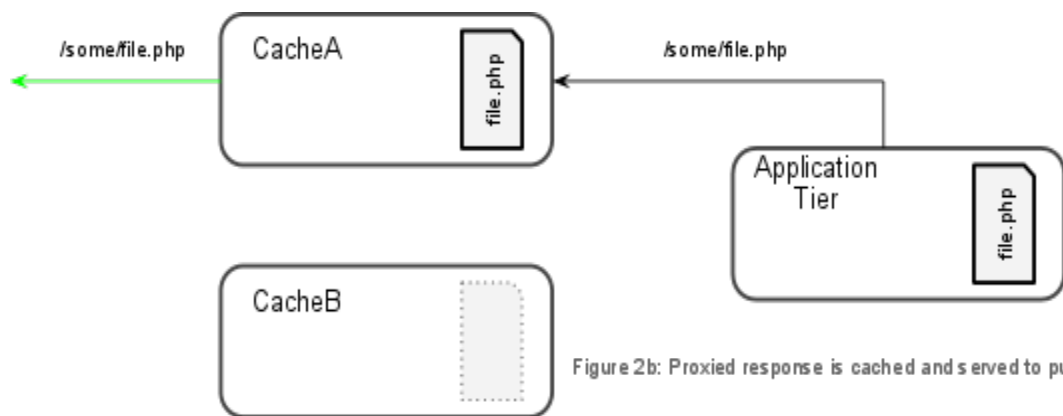 /some/file.php
CacheA
file.php
/some/file.php
Application
Tier
file.php
CacheB
Figure 2b: Proxied response is cached and served to